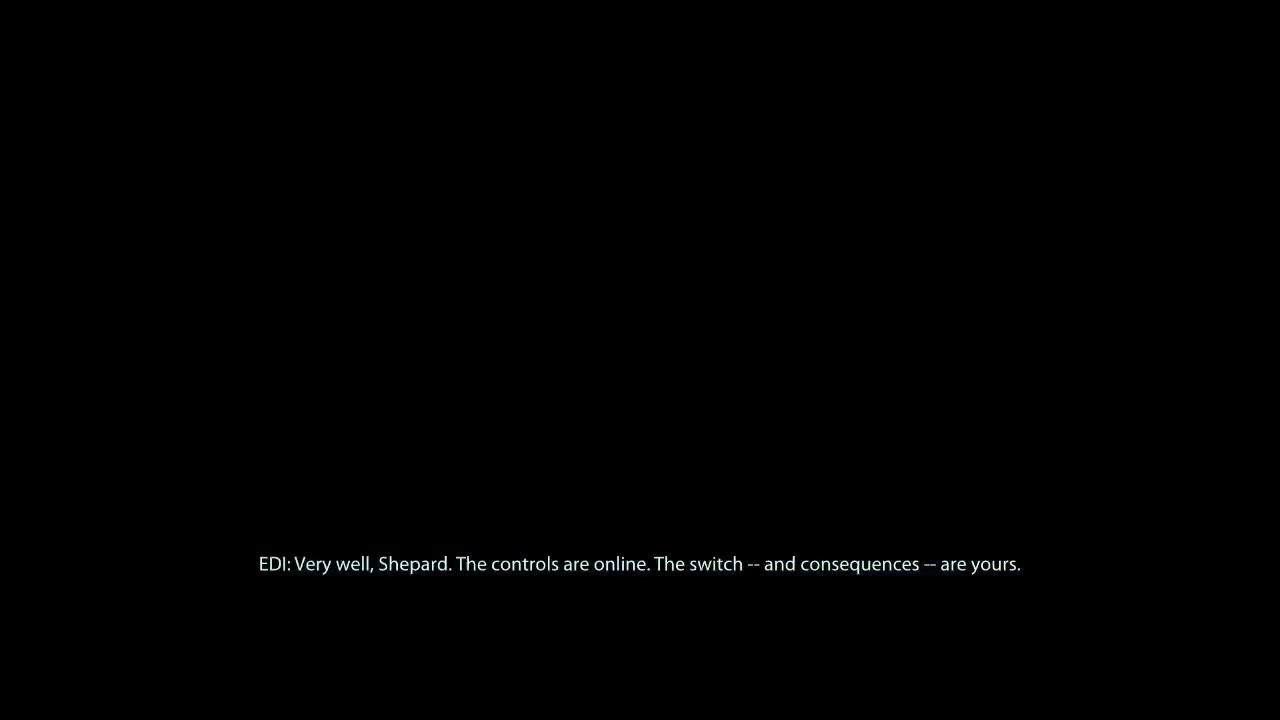 EDI: Very well, Shepard. The controls are online. The switch -- and consequences -- are yours.